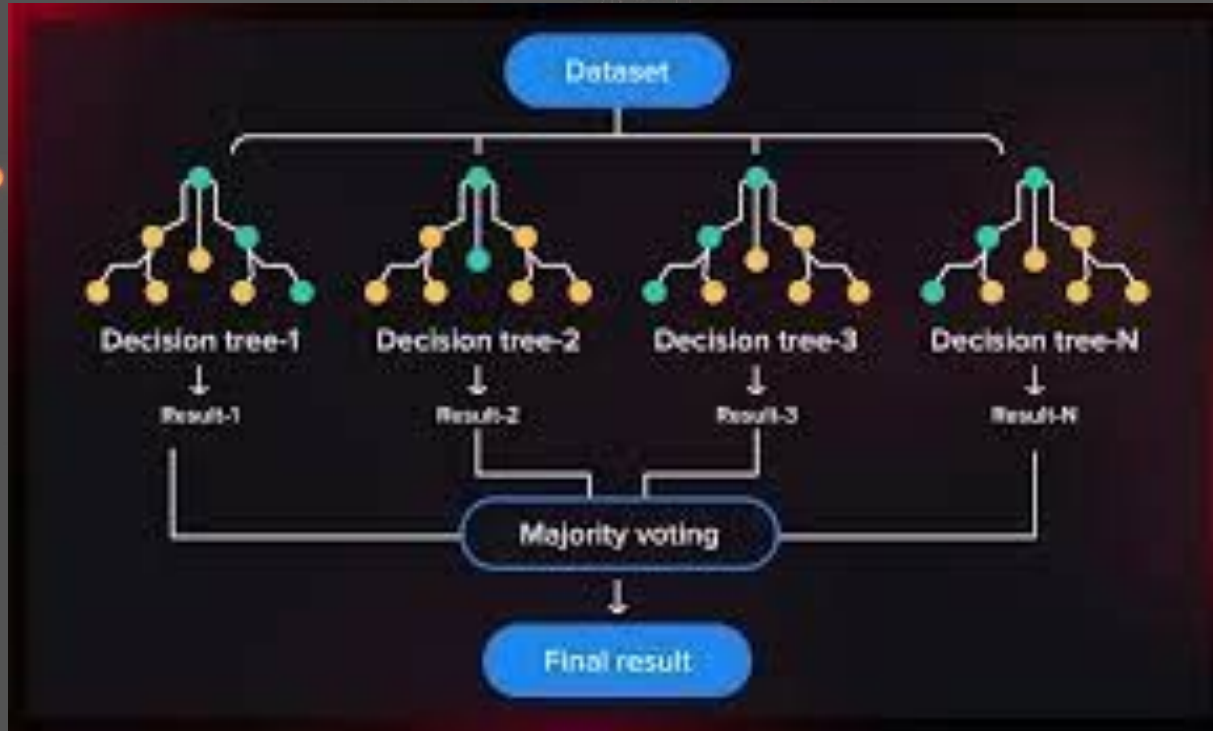 Dataset
Decision tree-1
Decision tree-2
Decision tree-3
Decision tree-N
Result-1
Result-2
Result-3
Result-N
Majority voting
Final result